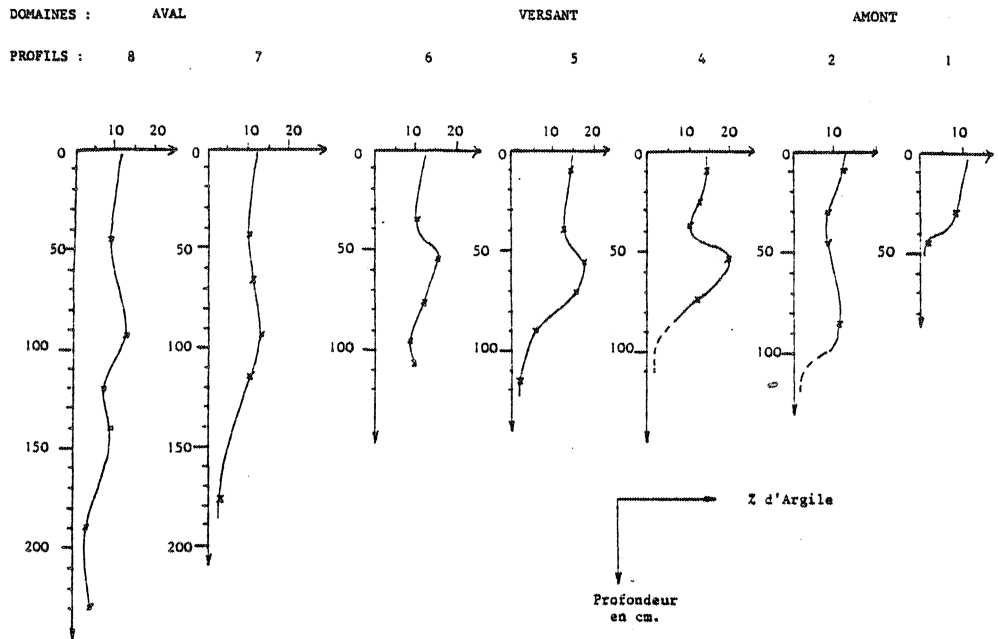 DOMAINES : AVAL VERSANT AMONT
PROFILS : 8 7 6 5 4 2 1
10 20 10 20 10 20 10 20 10 20 10 10
0 0 0 0 0 0 0
50 50 50 50 50 50 50
100 100 100 100 100 100
150 150
200 200
% d'Argile
Profondeur
en cm.